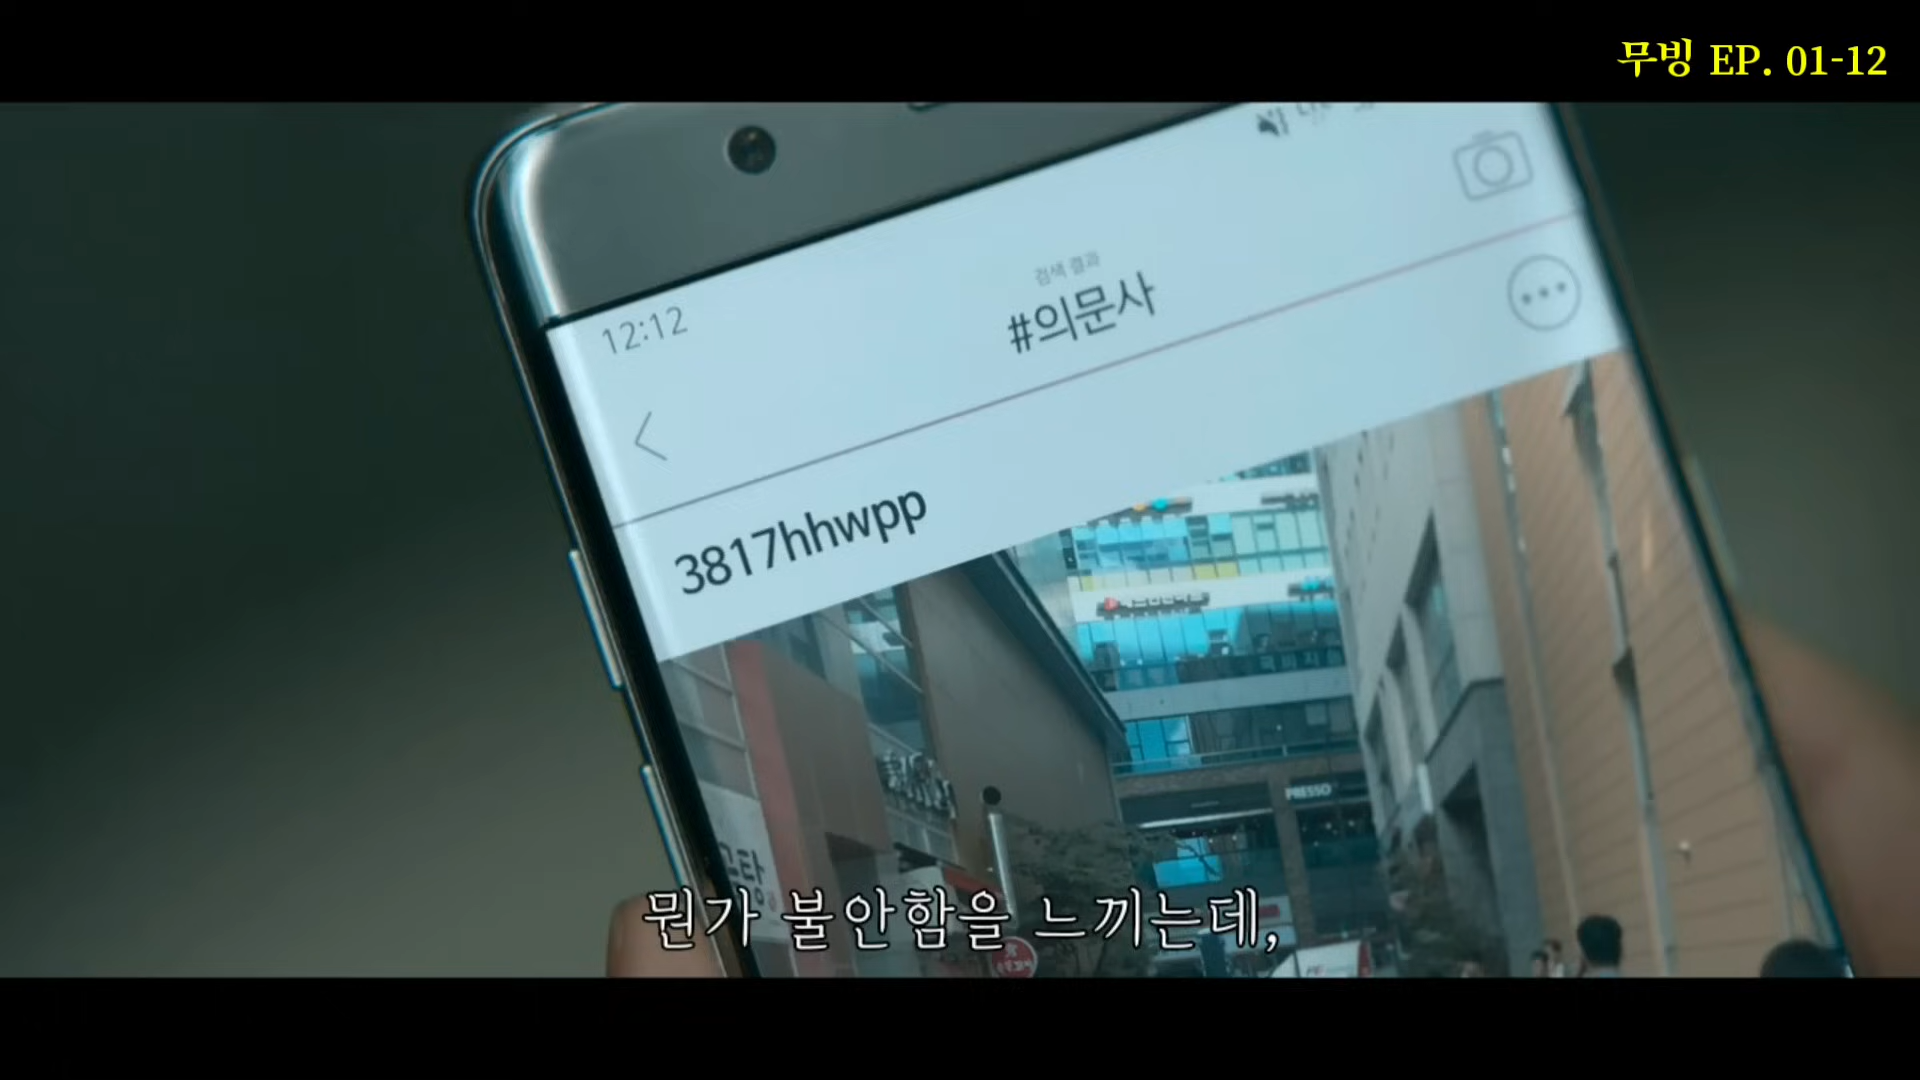 무빙 EP. 01-12
12:12
검색 결과
#의문사
3817hhwpp
PRESSO
뭔가 불안함을 느끼는데,